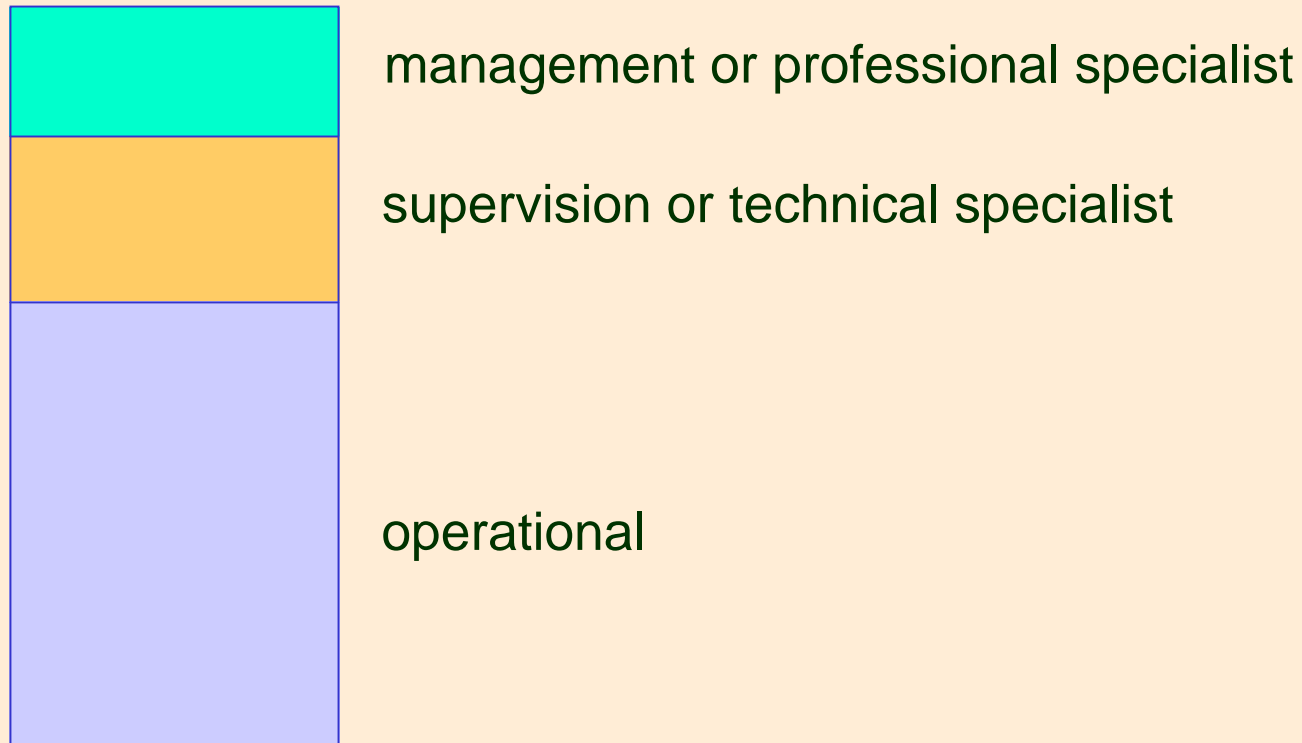 management or professional specialist
supervision or technical specialist
operational